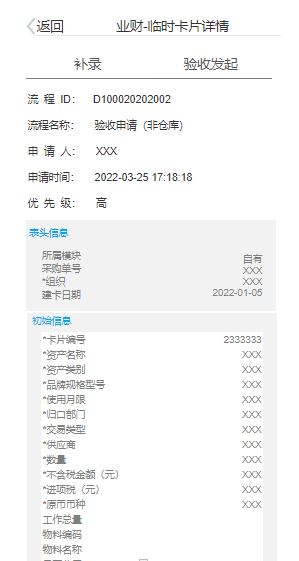 返回 业财-临时卡片详情
补录 验收发起
流 程 ID： D100020202002
流程名称： 验收申请（非仓库）
申 请 人： XXX
申请时间： 2022-03-25 17:18:18
优 先 级： 高
表头信息
所属模块 自有
采购单号 XXX
*组织 XXX
建卡日期 2022-01-05
初始信息
*卡片编号 2333333
*资产名称 XXX
*资产类别 XXX
*品牌规格型号 XXX
*使用月限 XXX
*归口部门 XXX
*交易类型 XXX
*供应商 XXX
*数量 XXX
*不含税金额（元） XXX
*进项税（元） XXX
*原币币种 XXX
工作总量
物料编码
物料名称